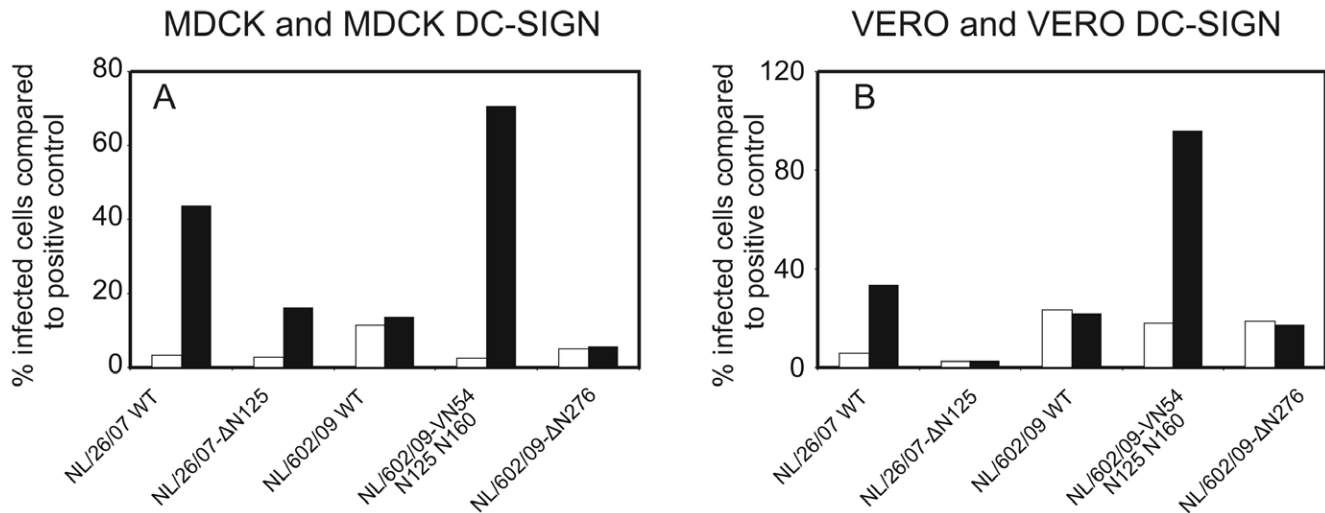 MDCK and MDCK DC-SIGN
A
% infected cells compared
to positive control
80
60
40
20
0
NL/26/07 WT
NL/26/07-ΔN125
NL/602/09 WT
NL/602/09-VN54
N125 N160
NL/602/09-ΔN276
VERO and VERO DC-SIGN
B
% infected cells compared
to positive control
120
80
40
0
NL/26/07 WT
NL/26/07-ΔN125
NL/602/09 WT
NL/602/09-VN54
N125 N160
NL/602/09-ΔN276